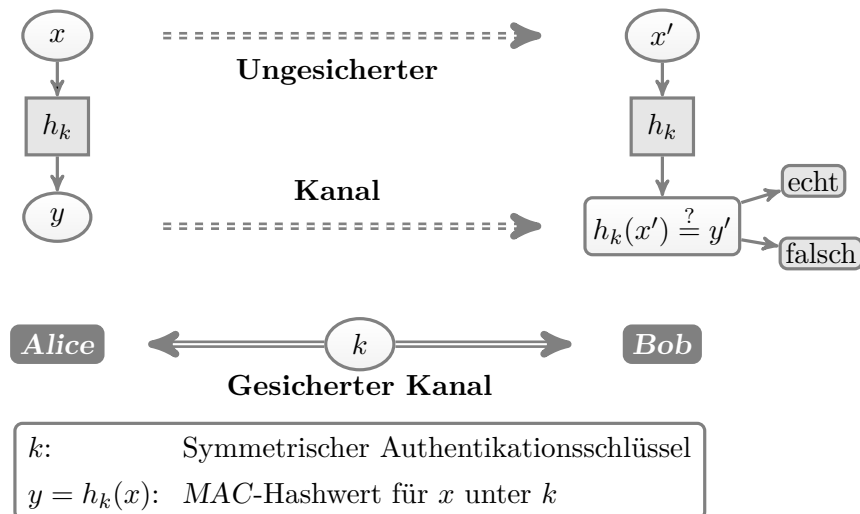 x x′
Ungesicherter
h_k h_k
Kanal
echt
y h_k(x′) ≟ y′
falsch
Alice k Bob
Gesicherter Kanal
k: Symmetrischer Authentikationsschlüssel
y = h_k(x): MAC-Hashwert für x unter k